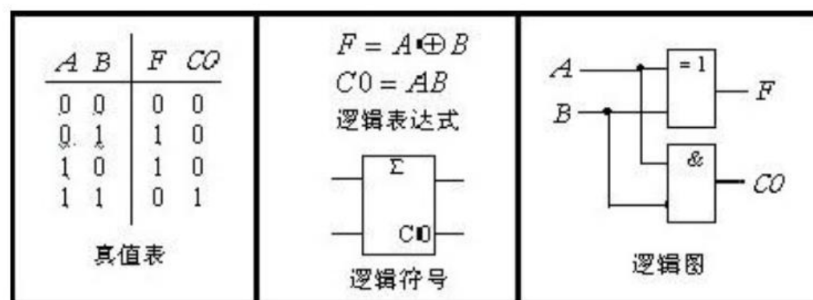 A B F CO
0 0 0 0
0 1 1 0
1 0 1 0
1 1 0 1
真值表
F = A⊕B
C0 = AB
逻辑表达式
Σ
C0
逻辑符号
A
B
=1
F
&
CO
逻辑图